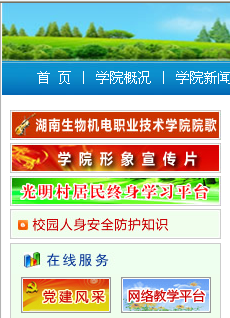 首 页 | 学院概况 | 学院新闻
湖南生物机电职业技术学院院歌
学院形象宣传片
光明村居民终身学习平台
校园人身安全防护知识
在线服务
党建风采 网络教学平台